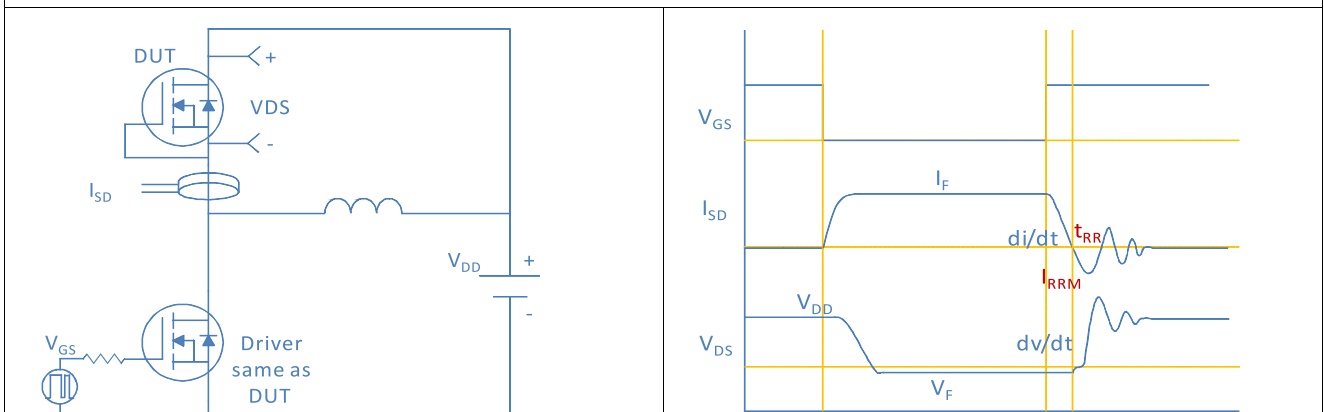 DUT
+
VDS
-
ISD
VDD
+
-
VGS
Driver
same as
DUT
VGS
IF
ISD
di/dt
tRR
IRRM
VDD
VDS
dv/dt
VF